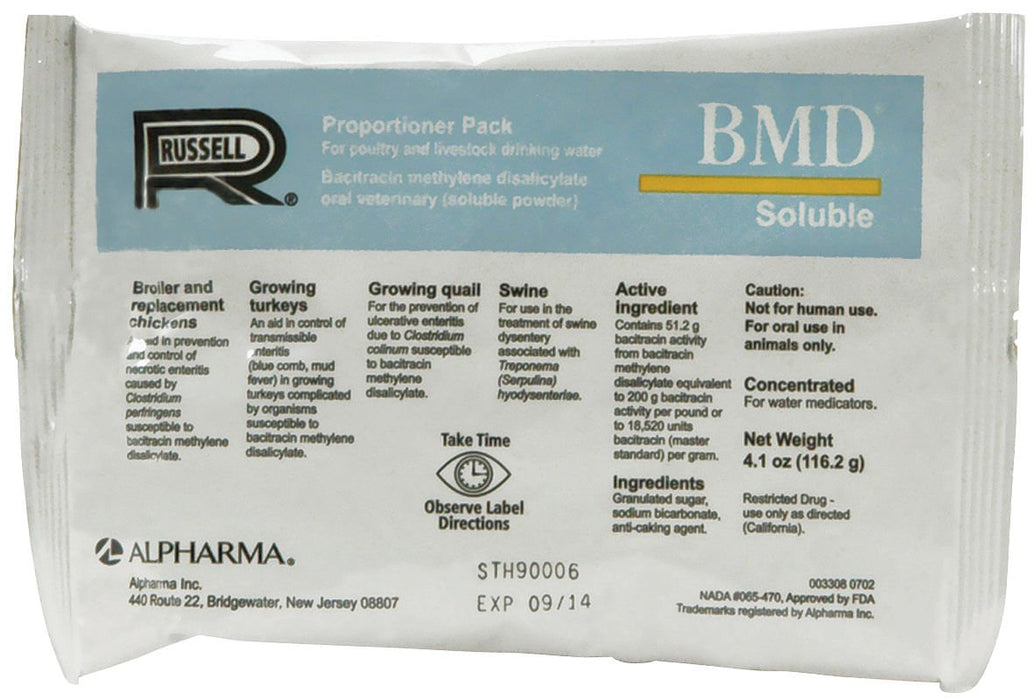 RUSSELL
R
®
Proportioner Pack
For poultry and livestock drinking water
Bacitracin methylene disalicylate
oral veterinary (soluble powder)
BMD
Soluble
Broiler and
replacement
chickens
in prevention
and control of
necrotic enteritis
caused by
Clostridium
perfringens
susceptible to
bacitracin methylene
disalicylate.
Growing
turkeys
An aid in control of
transmissible
enteritis
(blue comb, mud
fever) in growing
turkeys complicated
by organisms
susceptible to
bacitracin methylene
disalicylate.
Growing quail
For the prevention of
ulcerative enteritis
due to Clostridium
colinum susceptible
to bacitracin
methylene
disalicylate.
Swine
For use in the
treatment of swine
dysentery
associated with
Treponema
(Serpulina)
hyodysenteriae.
Active
ingredient
Contains 51.2 g
bacitracin activity
from bacitracin
methylene
disalicylate equivalent
to 200 g bacitracin
activity per pound or
to 18,520 units
bacitracin (master
standard) per gram.
Ingredients
Granulated sugar,
sodium bicarbonate,
anti-caking agent.
Caution:
Not for human use.
For oral use in
animals only.
Concentrated
For water medicators.
Net Weight
4.1 oz (116.2 g)
Restricted Drug -
use only as directed
(California).
Take Time
Observe Label
Directions
ALPHARMA®
Alpharma Inc.
440 Route 22, Bridgewater, New Jersey 08807
STH90006
EXP 09/14
003308 0702
NADA #065-470, Approved by FDA
Trademarks registered by Alpharma Inc.